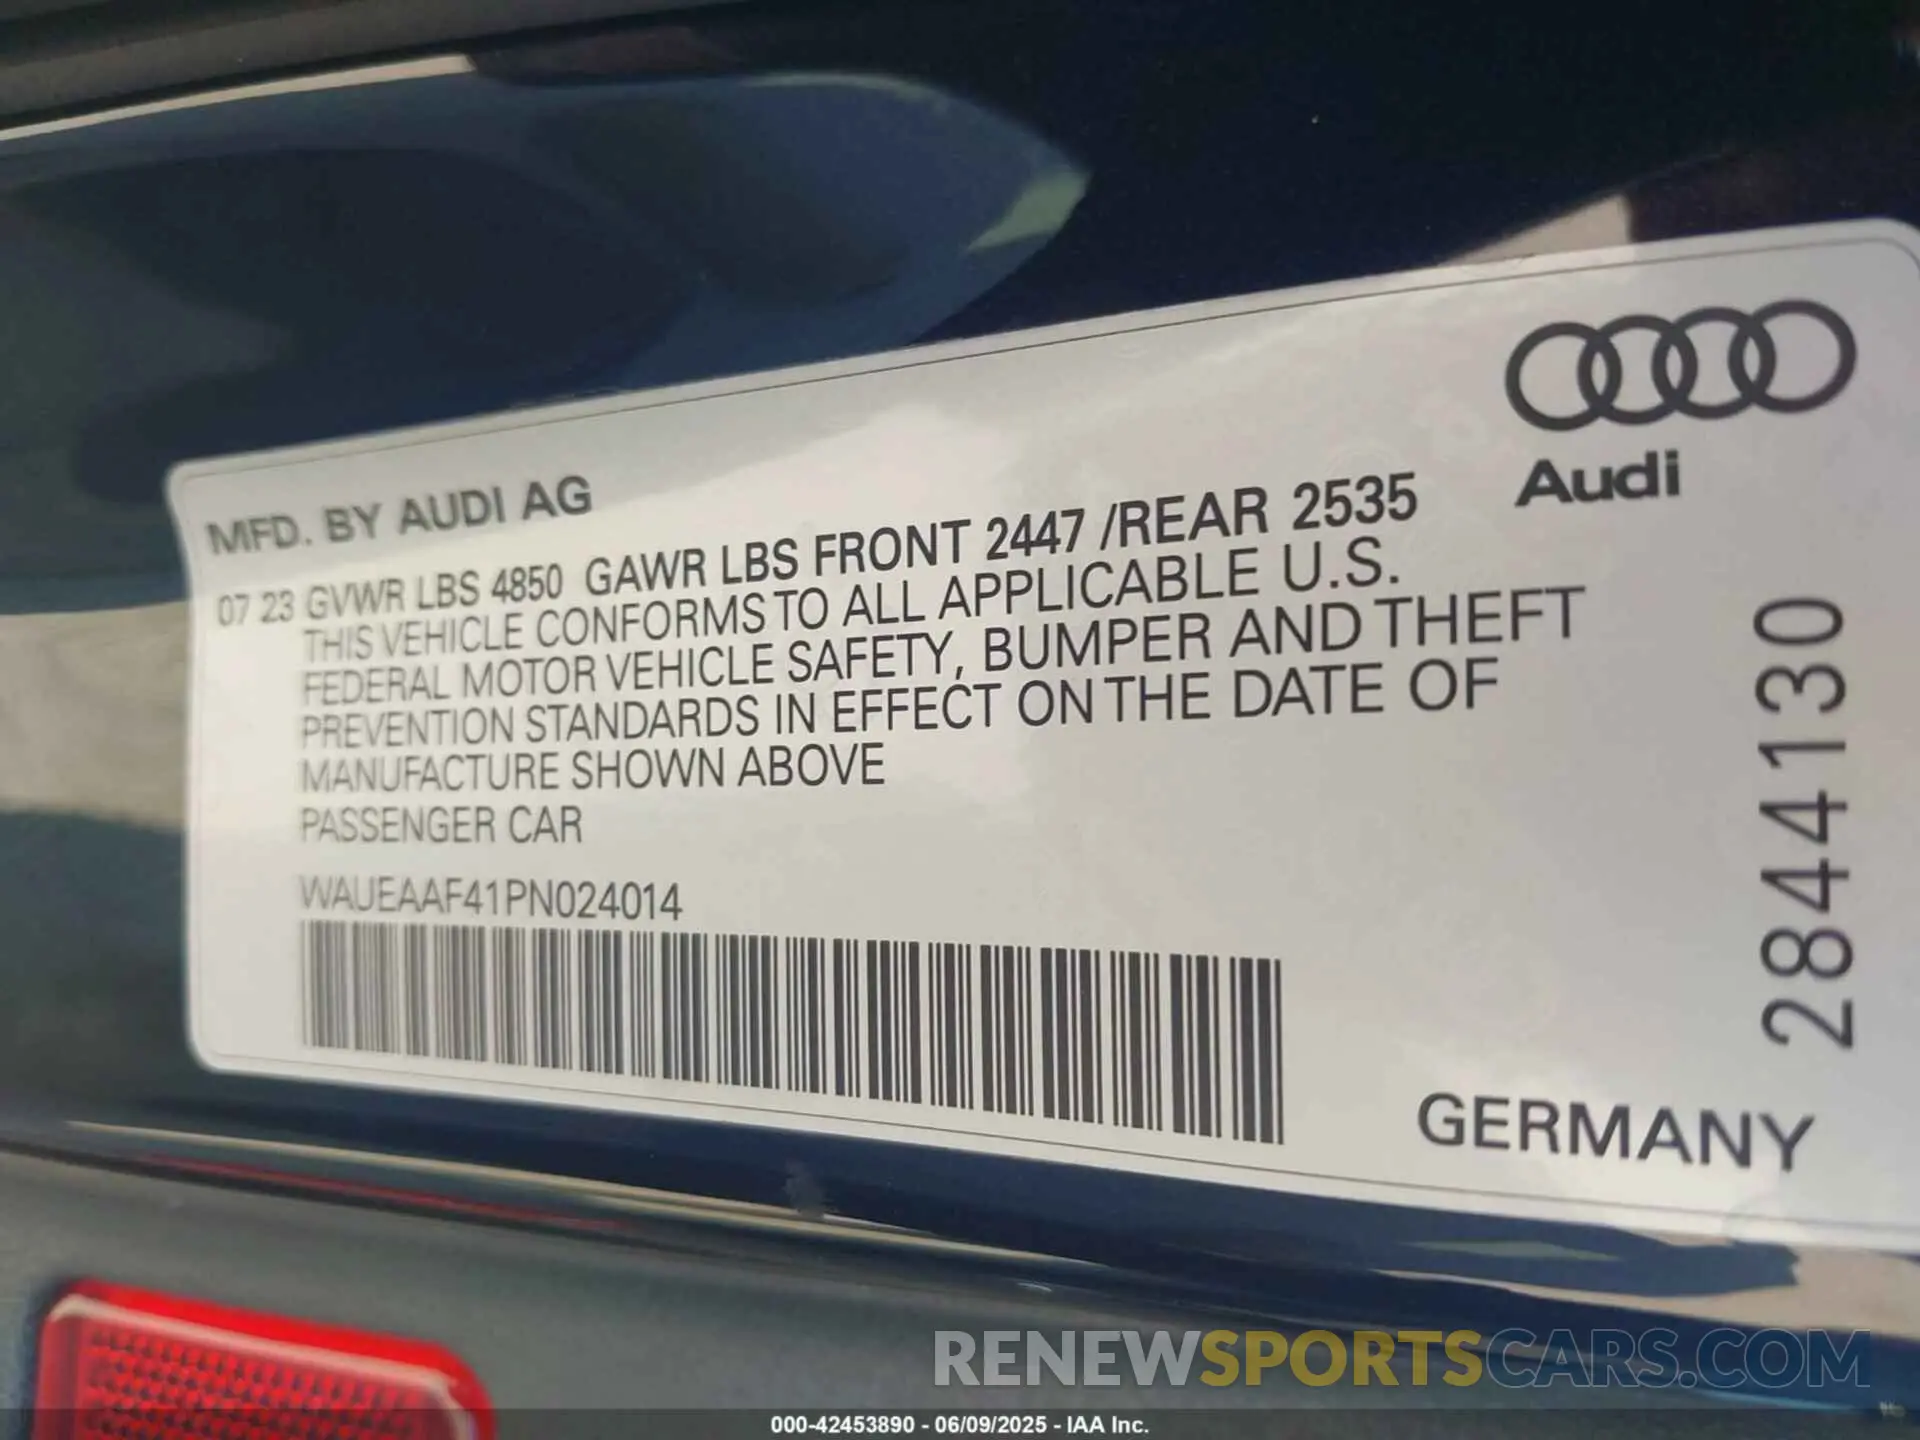 MFD. BY AUDI AG
07 23 GVWR LBS 4850 GAWR LBS FRONT 2447 /REAR 2535
THIS VEHICLE CONFORMS TO ALL APPLICABLE U.S.
FEDERAL MOTOR VEHICLE SAFETY, BUMPER AND THEFT
PREVENTION STANDARDS IN EFFECT ON THE DATE OF
MANUFACTURE SHOWN ABOVE
PASSENGER CAR
WAUEAAF41PN024014
Audi
2844130
GERMANY
RENEWSPORTSCARS.COM
000-42453890 - 06/09/2025 - IAA Inc.